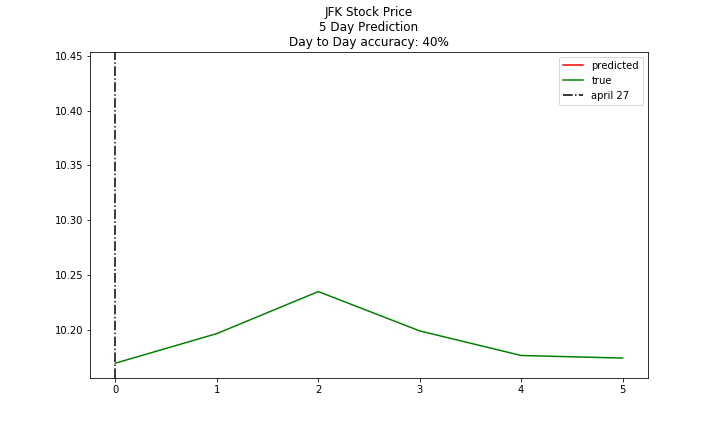 JFK Stock Price
5 Day Prediction
Day to Day accuracy: 40%
10.45
10.40
10.35
10.30
10.25
10.20
predicted
true
april 27
0 1 2 3 4 5